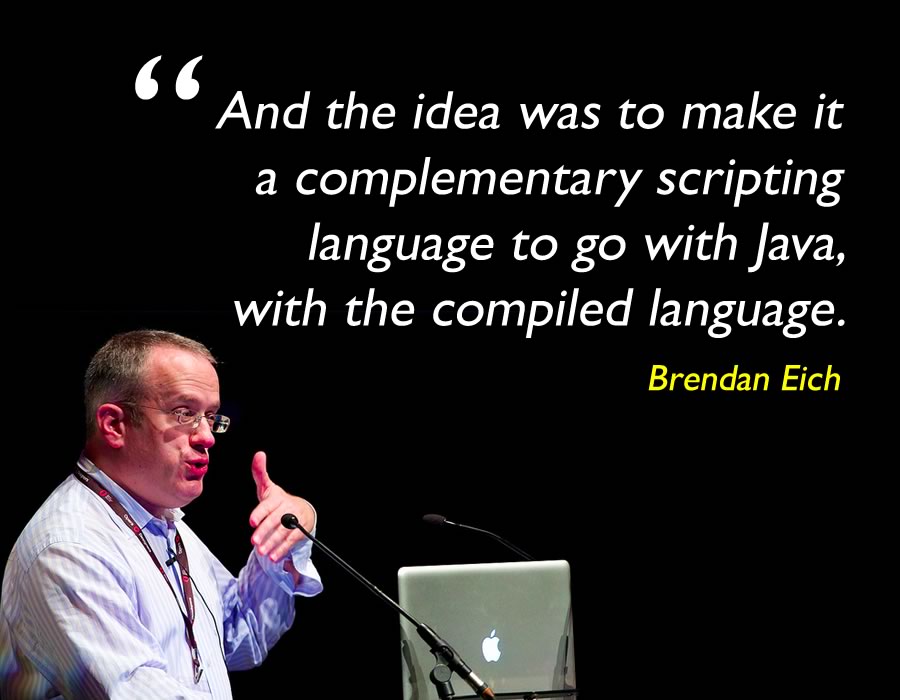 “And the idea was to make it
a complementary scripting
language to go with Java,
with the compiled language.
Brendan Eich